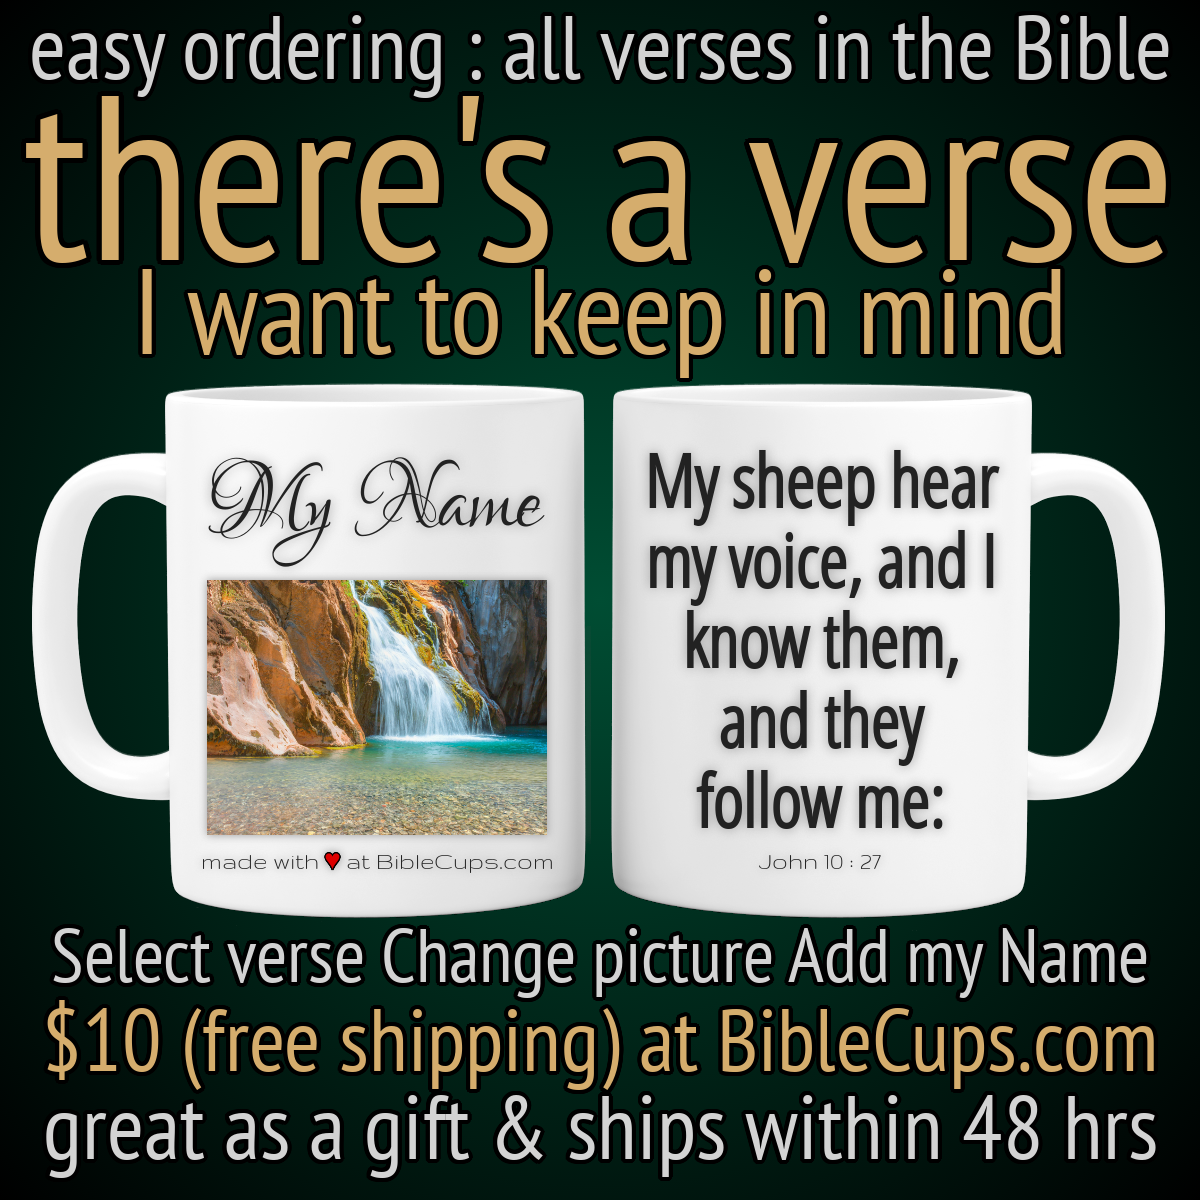 easy ordering : all verses in the Bible
there's a verse
I want to keep in mind
My Name
made with ♥ at BibleCups.com
My sheep hear
my voice, and I
know them,
and they
follow me:
John 10 : 27
Select verse Change picture Add my Name
$10 (free shipping) at BibleCups.com
great as a gift & ships within 48 hrs